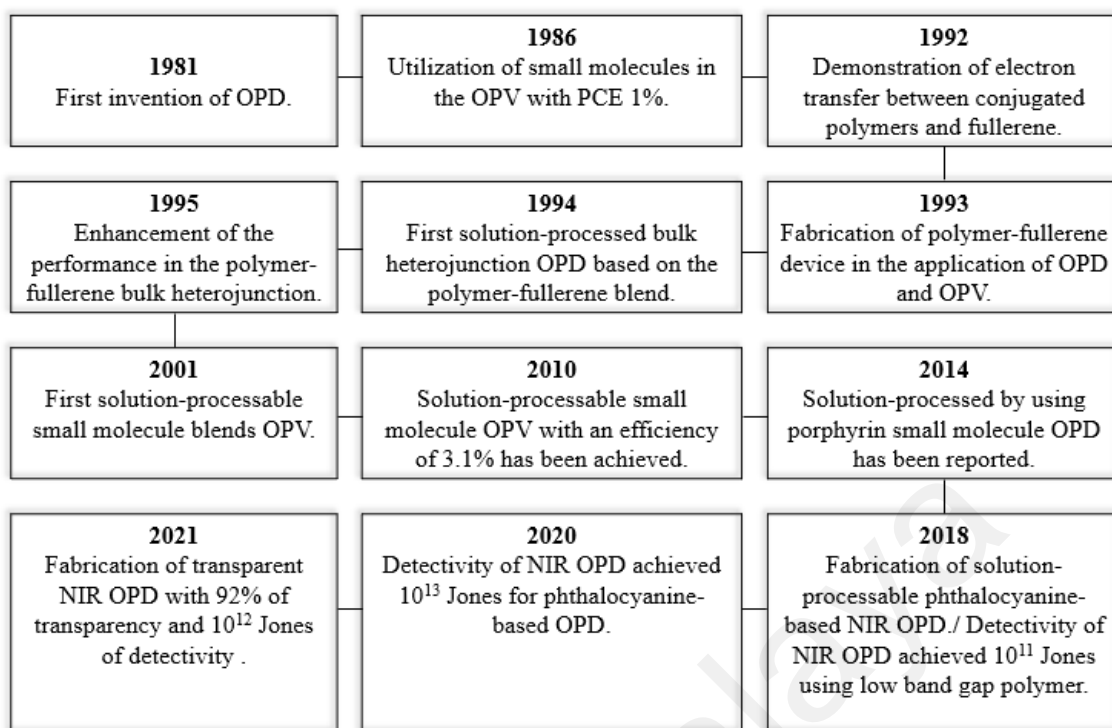 1981
First invention of OPD.
1986
Utilization of small molecules in
the OPV with PCE 1%.
1992
Demonstration of electron
transfer between conjugated
polymers and fullerene.
1995
Enhancement of the
performance in the polymer-
fullerene bulk heterojunction.
1994
First solution-processed bulk
heterojunction OPD based on the
polymer-fullerene blend.
1993
Fabrication of polymer-fullerene
device in the application of OPD
and OPV.
2001
First solution-processable
small molecule blends OPV.
2010
Solution-processable small
molecule OPV with an efficiency
of 3.1% has been achieved.
2014
Solution-processed by using
porphyrin small molecule OPD
has been reported.
2021
Fabrication of transparent
NIR OPD with 92% of
transparency and 10¹² Jones
of detectivity .
2020
Detectivity of NIR OPD achieved
10¹³ Jones for phthalocyanine-
based OPD.
2018
Fabrication of solution-
processable phthalocyanine-
based NIR OPD./ Detectivity of
NIR OPD achieved 10¹¹ Jones
using low band gap polymer.